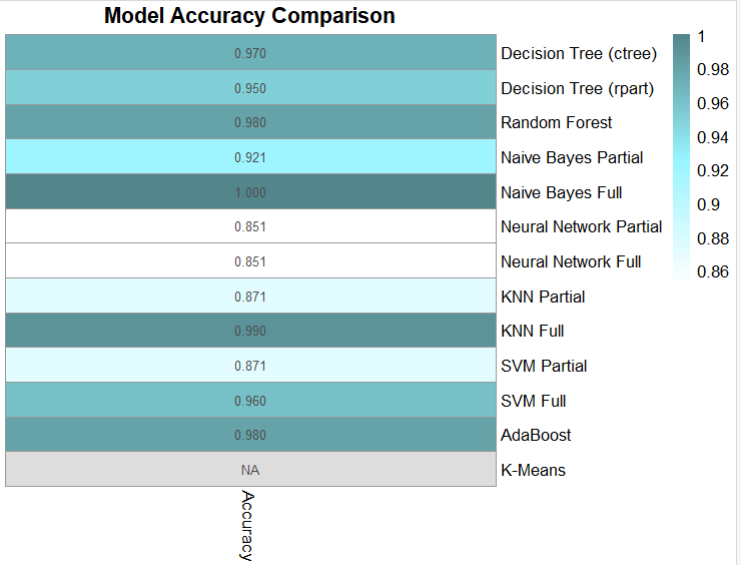 Model Accuracy Comparison
0.970 Decision Tree (ctree)
0.950 Decision Tree (rpart)
0.980 Random Forest
0.921 Naive Bayes Partial
1.000 Naive Bayes Full
0.851 Neural Network Partial
0.851 Neural Network Full
0.871 KNN Partial
0.990 KNN Full
0.871 SVM Partial
0.960 SVM Full
0.980 AdaBoost
NA K-Means
Accuracy
1
0.98
0.96
0.94
0.92
0.9
0.88
0.86